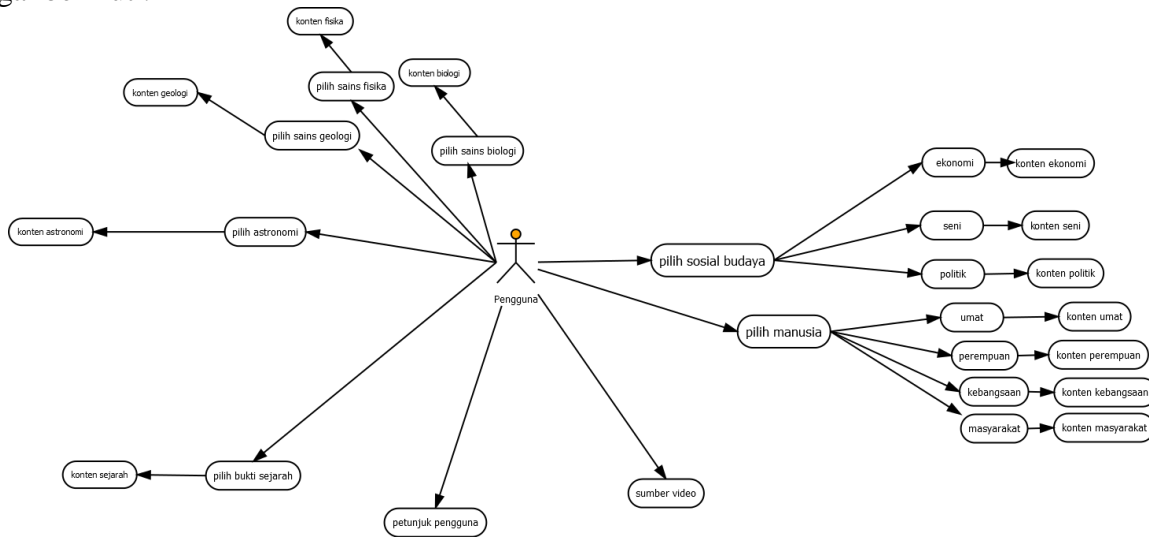 konten fisika
konten biologi
pilih sains fisika
konten geologi
pilih sains geologi
pilih sains biologi
konten astronomi
pilih astronomi
Pengguna
pilih sosial budaya
ekonomi
konten ekonomi
seni
konten seni
politik
konten politik
pilih manusia
umat
konten umat
perempuan
konten perempuan
kebangsaan
konten kebangsaan
masyarakat
konten masyarakat
konten sejarah
pilih bukti sejarah
petunjuk pengguna
sumber video